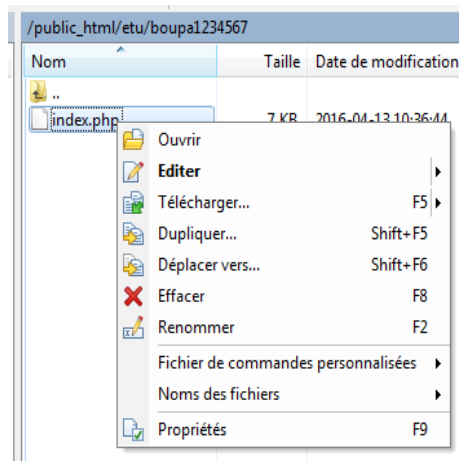 /public_html/etu/boupa1234567
Nom Taille Date de modification
..
index.php 7 KB 2016-04-13 10:36:44
Ouvrir
Editer
Télécharger... F5
Dupliquer... Shift+F5
Déplacer vers... Shift+F6
Effacer F8
Renommer F2
Fichier de commandes personnalisées
Noms des fichiers
Propriétés F9